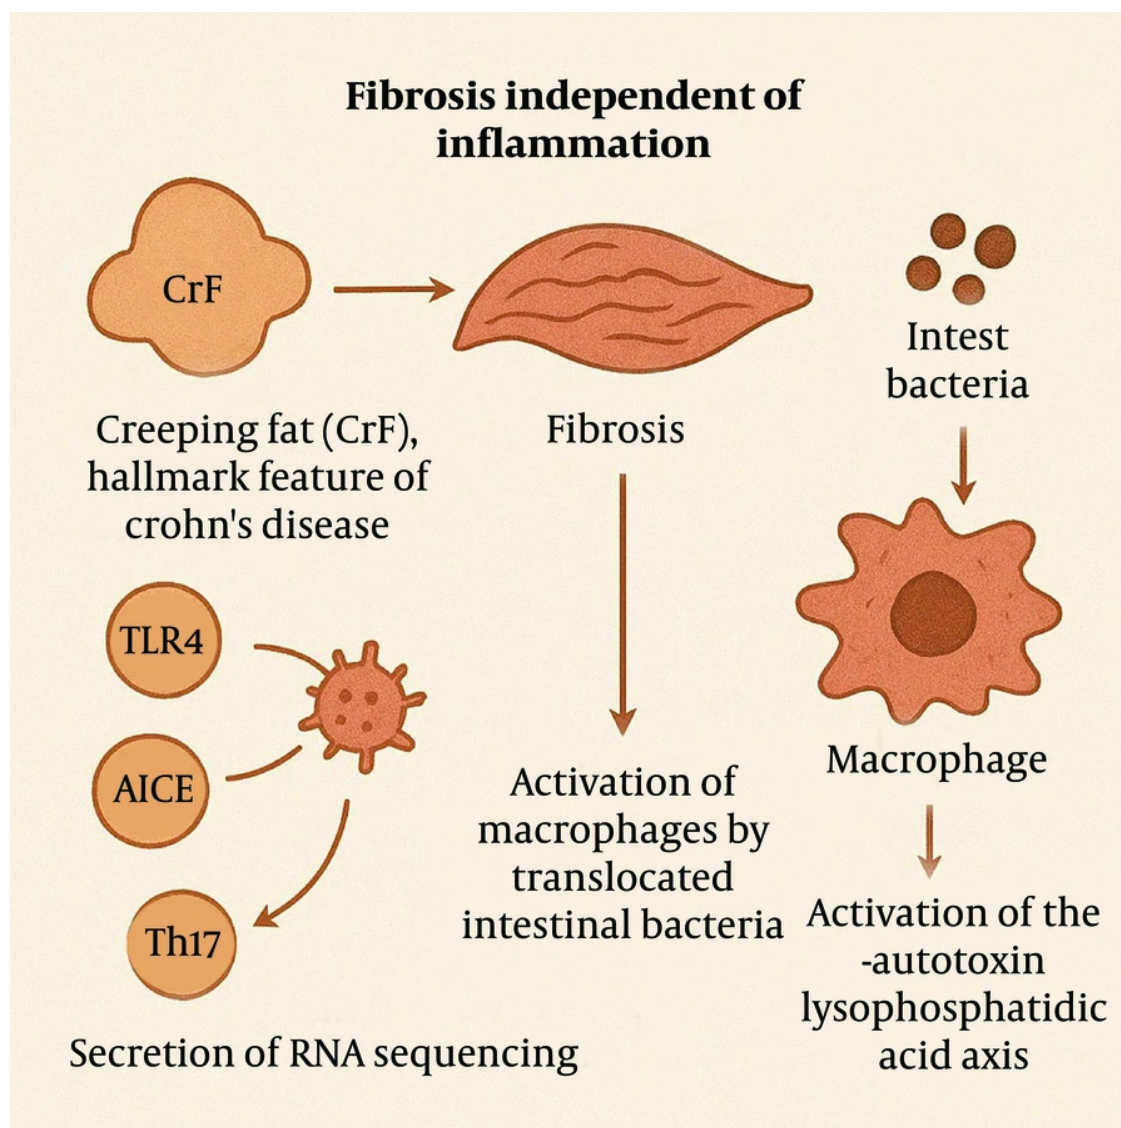 Fibrosis independent of
inflammation
CrF
Creeping fat (CrF),
hallmark feature of
crohn's disease
Fibrosis
Intest
bacteria
TLR4
AICE
Th17
Secretion of RNA sequencing
Activation of
macrophages by
translocated
intestinal bacteria
Macrophage
Activation of the
-autotoxin
lysophosphatidic
acid axis